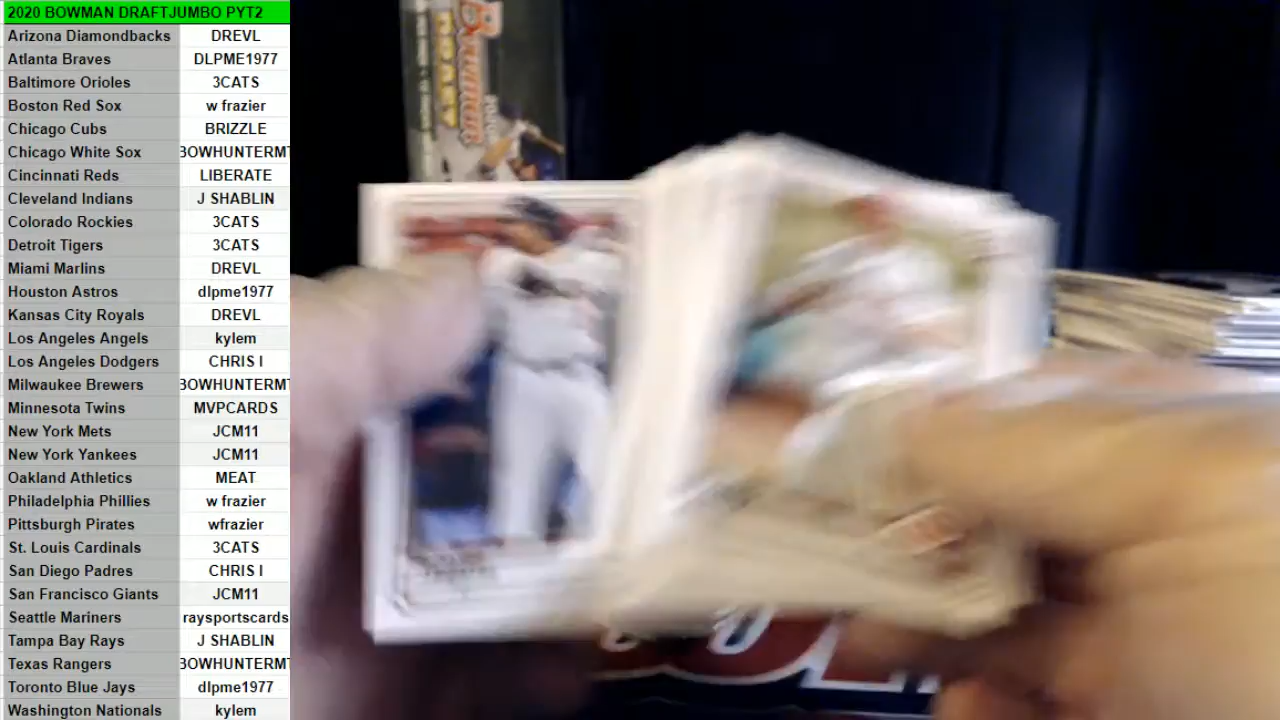 2020 BOWMAN DRAFTJUMBO PYT2
Arizona Diamondbacks DREVL
Atlanta Braves DLPME1977
Baltimore Orioles 3CATS
Boston Red Sox w frazier
Chicago Cubs BRIZZLE
Chicago White Sox BOWHUNTERMT
Cincinnati Reds LIBERATE
Cleveland Indians J SHABLIN
Colorado Rockies 3CATS
Detroit Tigers 3CATS
Miami Marlins DREVL
Houston Astros dlpme1977
Kansas City Royals DREVL
Los Angeles Angels kylem
Los Angeles Dodgers CHRIS I
Milwaukee Brewers BOWHUNTERMT
Minnesota Twins MVPCARDS
New York Mets JCM11
New York Yankees JCM11
Oakland Athletics MEAT
Philadelphia Phillies w frazier
Pittsburgh Pirates wfrazier
St. Louis Cardinals 3CATS
San Diego Padres CHRIS I
San Francisco Giants JCM11
Seattle Mariners raysportscards
Tampa Bay Rays J SHABLIN
Texas Rangers BOWHUNTERMT
Toronto Blue Jays dlpme1977
Washington Nationals kylem
Bowman
2020
DRAFT